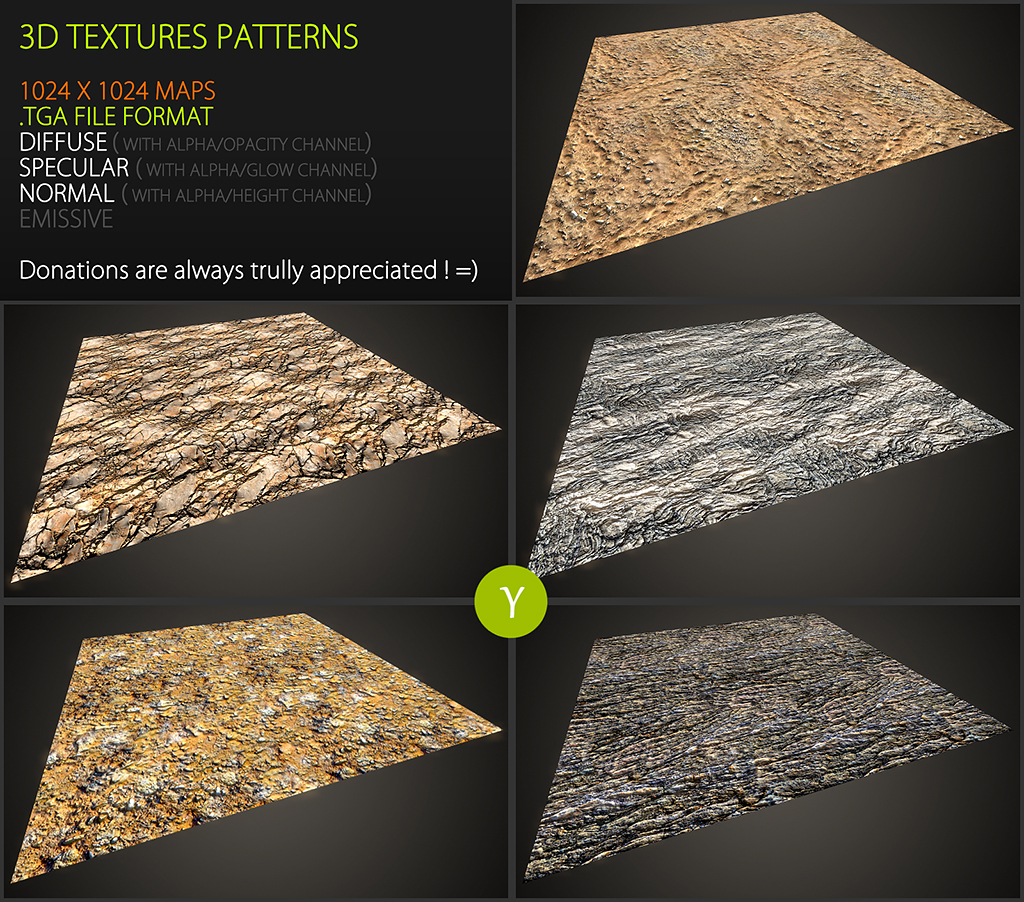 3D TEXTURES PATTERNS
1024 X 1024 MAPS
.TGA FILE FORMAT
DIFFUSE ( WITH ALPHA/OPACITY CHANNEL)
SPECULAR ( WITH ALPHA/GLOW CHANNEL)
NORMAL ( WITH ALPHA/HEIGHT CHANNEL)
EMISSIVE
Donations are always trully appreciated ! =)
Y